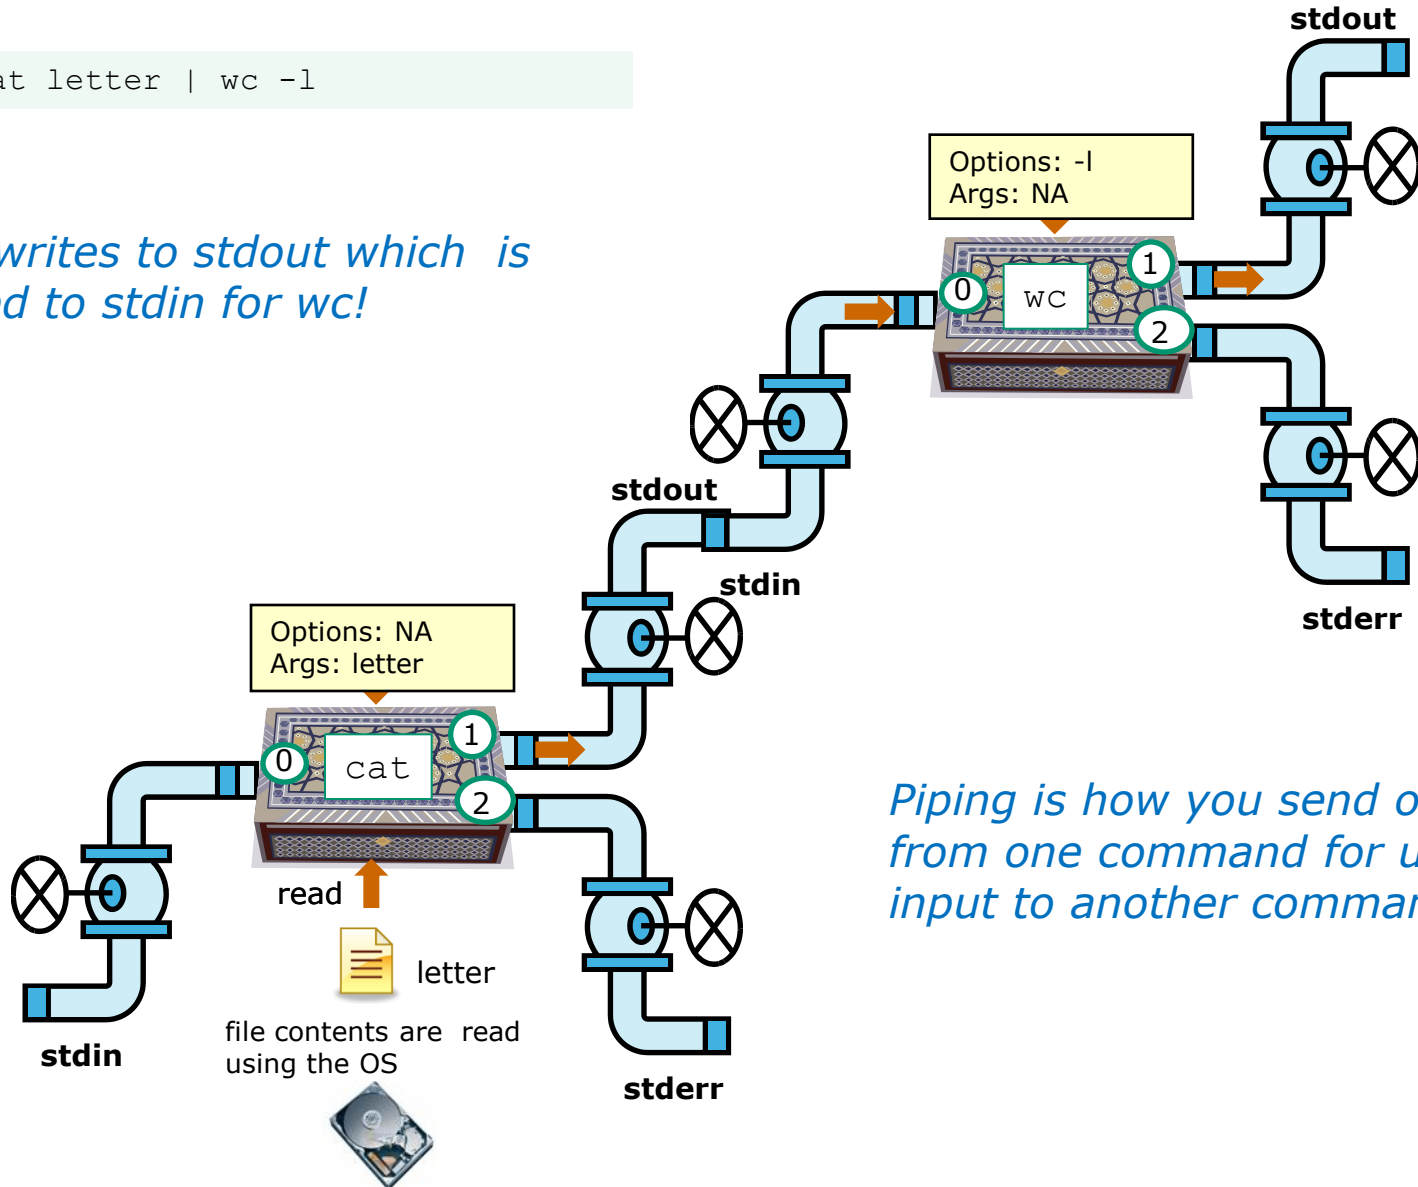 at letter | wc -l
writes to stdout which is
d to stdin for wc!
stdout
Options: -l
Args: NA
0
wc
1
2
stdout
stdin
stderr
Options: NA
Args: letter
0
cat
1
2
read
letter
file contents are read
using the OS
stdin
stderr
Piping is how you send
from one command for
input to another